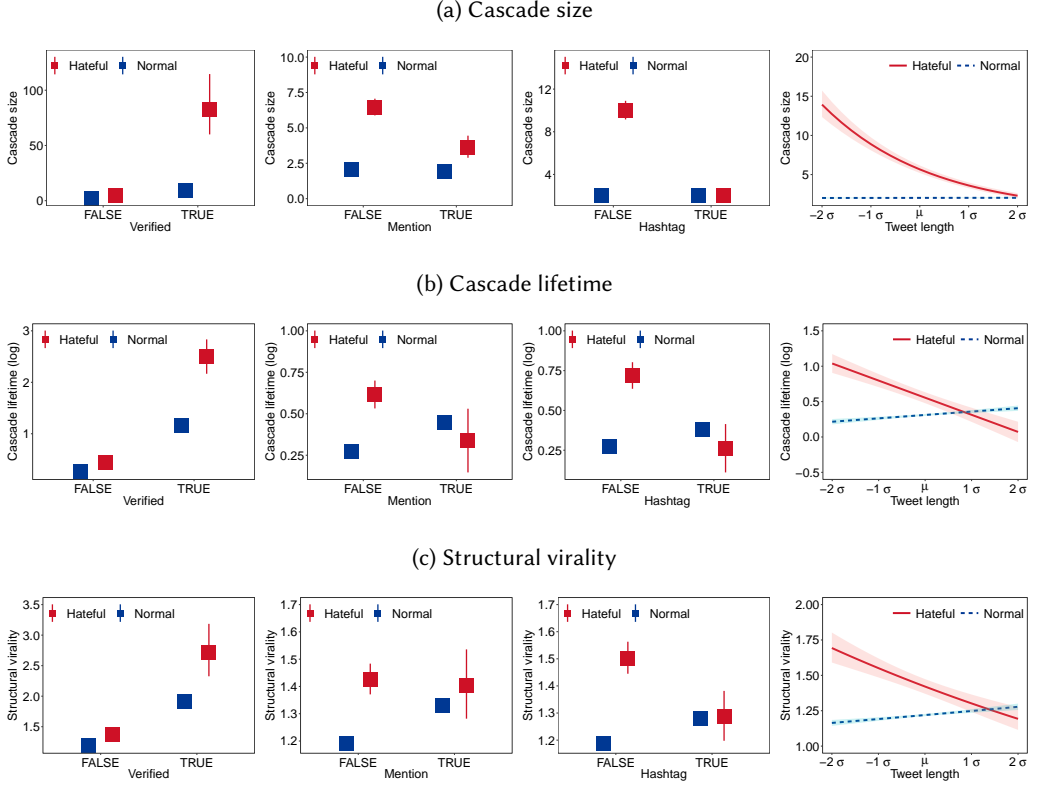 (a) Cascade size
Cascade size
Hateful Normal
100
50
0
FALSE TRUE
Verified
Cascade size
Hateful Normal
10.0
7.5
5.0
2.5
0.0
FALSE TRUE
Mention
Cascade size
Hateful Normal
12
8
4
FALSE TRUE
Hashtag
Cascade size
Hateful Normal
20
15
10
5
−2 σ −1 σ μ 1 σ 2 σ
Tweet length
(b) Cascade lifetime
Cascade lifetime (log)
Hateful Normal
3
2
1
FALSE TRUE
Verified
Cascade lifetime (log)
Hateful Normal
1.00
0.75
0.50
0.25
FALSE TRUE
Mention
Cascade lifetime (log)
Hateful Normal
1.00
0.75
0.50
0.25
FALSE TRUE
Hashtag
Cascade lifetime (log)
Hateful Normal
1.5
1.0
0.5
0.0
−0.5
−2 σ −1 σ μ 1 σ 2 σ
Tweet length
(c) Structural virality
Structural virality
Hateful Normal
3.5
3.0
2.5
2.0
1.5
FALSE TRUE
Verified
Structural virality
Hateful Normal
1.7
1.6
1.5
1.4
1.3
1.2
FALSE TRUE
Mention
Structural virality
Hateful Normal
1.7
1.6
1.5
1.4
1.3
1.2
FALSE TRUE
Hashtag
Structural virality
Hateful Normal
2.00
1.75
1.50
1.25
1.00
−2 σ −1 σ μ 1 σ 2 σ
Tweet length